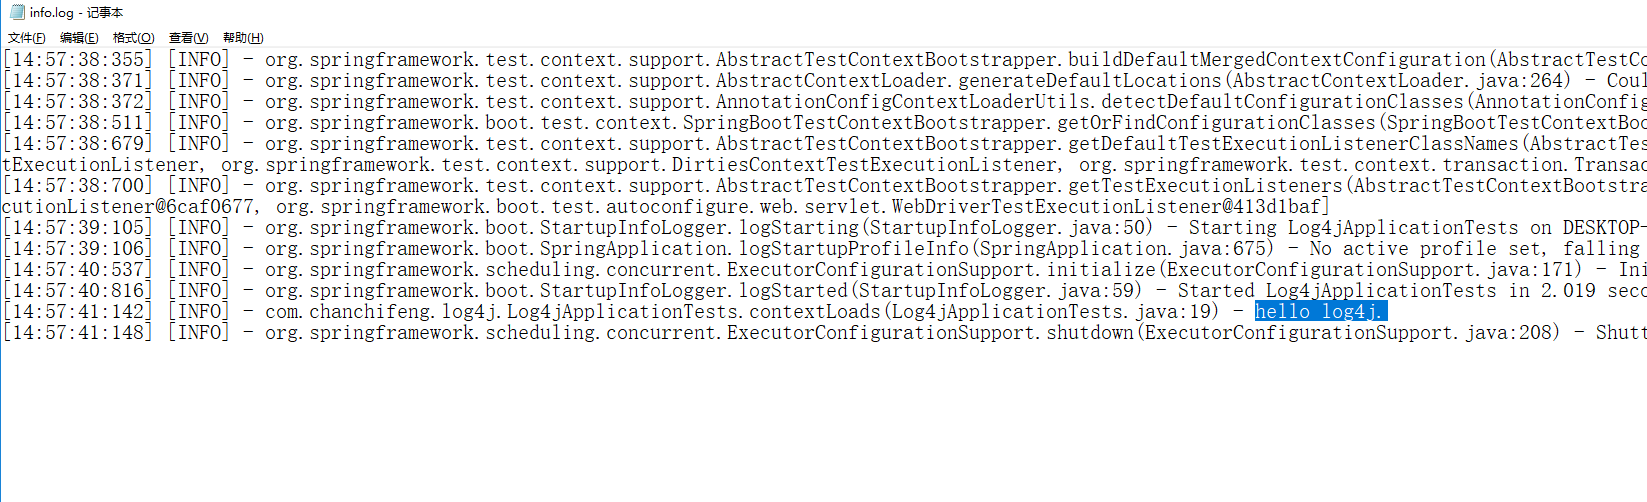 info.log - 记事本
文件(F) 编辑(E) 格式(O) 查看(V) 帮助(H)
[14:57:38:355] [INFO] - org.springframework.test.context.support.AbstractTestContextBootstrapper.buildDefaultMergedContextConfiguration(AbstractTestCo
[14:57:38:371] [INFO] - org.springframework.test.context.support.AbstractContextLoader.generateDefaultLocations(AbstractContextLoader.java:264) - Coul
[14:57:38:372] [INFO] - org.springframework.test.context.support.AnnotationConfigContextLoaderUtils.detectDefaultConfigurationClasses(AnnotationConfig
[14:57:38:511] [INFO] - org.springframework.boot.test.context.SpringBootTestContextBootstrapper.getOrFindConfigurationClasses(SpringBootTestContextBoo
[14:57:38:679] [INFO] - org.springframework.test.context.support.AbstractTestContextBootstrapper.getDefaultTestExecutionListenerClassNames(AbstractTes
tExecutionListener, org.springframework.test.context.support.DirtiesContextTestExecutionListener, org.springframework.test.context.transaction.Transac
[14:57:38:700] [INFO] - org.springframework.test.context.support.AbstractTestContextBootstrapper.getTestExecutionListeners(AbstractTestContextBootstra
cutionListener@6caf0677, org.springframework.boot.test.autoconfigure.web.servlet.WebDriverTestExecutionListener@413d1baf]
[14:57:39:105] [INFO] - org.springframework.boot.StartupInfoLogger.logStarting(StartupInfoLogger.java:50) - Starting Log4jApplicationTests on DESKTOP-
[14:57:39:106] [INFO] - org.springframework.boot.SpringApplication.logStartupProfileInfo(SpringApplication.java:675) - No active profile set, falling
[14:57:40:537] [INFO] - org.springframework.scheduling.concurrent.ExecutorConfigurationSupport.initialize(ExecutorConfigurationSupport.java:171) - Ini
[14:57:40:816] [INFO] - org.springframework.boot.StartupInfoLogger.logStarted(StartupInfoLogger.java:59) - Started Log4jApplicationTests in 2.019 seco
[14:57:41:142] [INFO] - com.chanchifeng.log4j.Log4jApplicationTests.contextLoads(Log4jApplicationTests.java:19) - hello log4j.
[14:57:41:148] [INFO] - org.springframework.scheduling.concurrent.ExecutorConfigurationSupport.shutdown(ExecutorConfigurationSupport.java:208) - Shutt